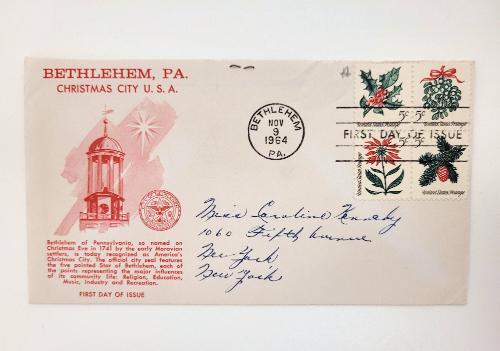 BETHLEHEM, PA.
CHRISTMAS CITY U. S. A.
BETHLEHEM
NOV
9
1964
PA.
5¢ 5¢
United States Postage
United States Postage
FIRST DAY OF ISSUE
5¢ 5¢
United States Postage
United States Postage
Miss Caroline Kennedy
1060 Fifth Avenue
New York
New York
Bethlehem of Pennsylvania, so named on
Christmas Eve in 1741 by the early Moravian
settlers, is today recognized as America's
Christmas City. The official city seal features
the five pointed Star of Bethlehem, each of
the points representing the major influences
of its community life: Religion, Education,
Music, Industry and Recreation.
FIRST DAY OF ISSUE